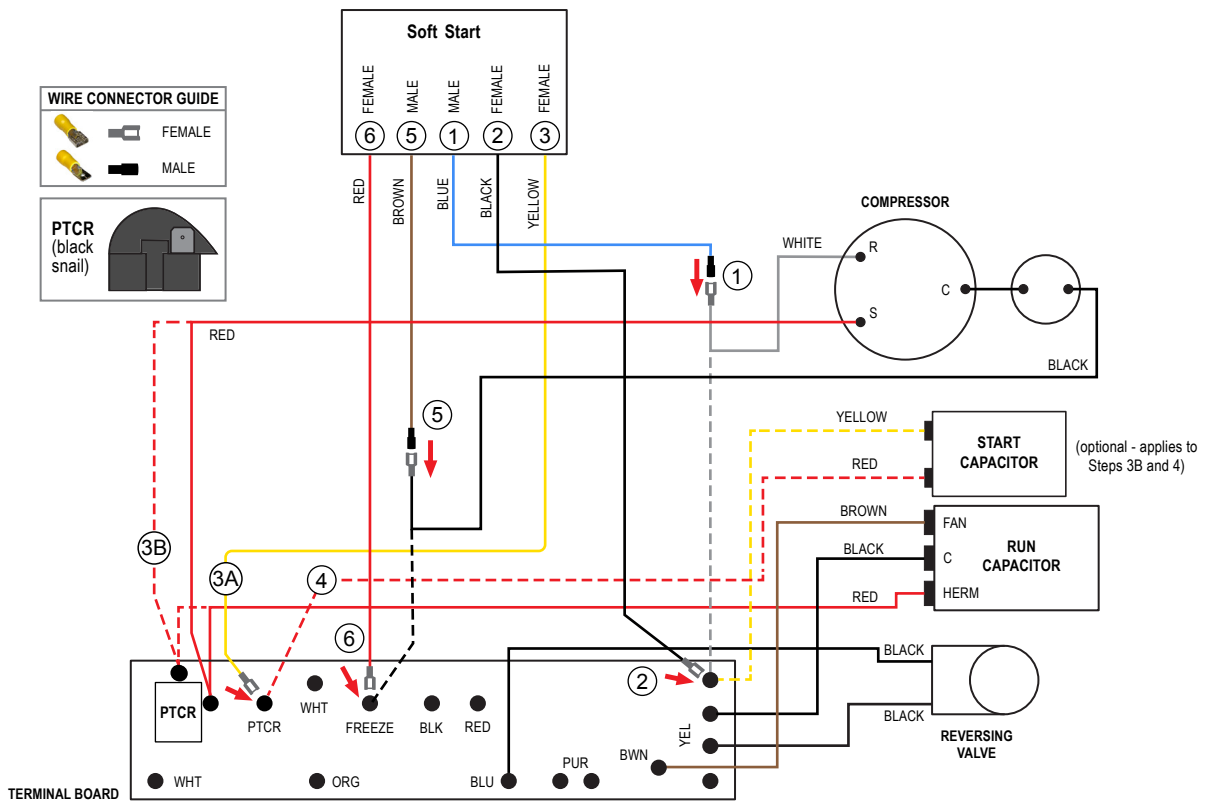 Soft Start
FEMALE
MALE
MALE
FEMALE
FEMALE
6
5
1
2
3
WIRE CONNECTOR GUIDE
FEMALE
MALE
PTCR
(black
snail)
RED
BROWN
BLUE
BLACK
YELLOW
COMPRESSOR
WHITE
R
C
S
1
RED
BLACK
5
YELLOW
START
CAPACITOR
(optional - applies to
Steps 3B and 4)
RED
BROWN
FAN
BLACK
C
RUN
CAPACITOR
RED
HERM
3B
3A
4
6
2
BLACK
BLACK
REVERSING
VALVE
PTCR
PTCR
WHT
FREEZE
BLK
RED
YEL
WHT
ORG
BLU
PUR
BWN
TERMINAL BOARD